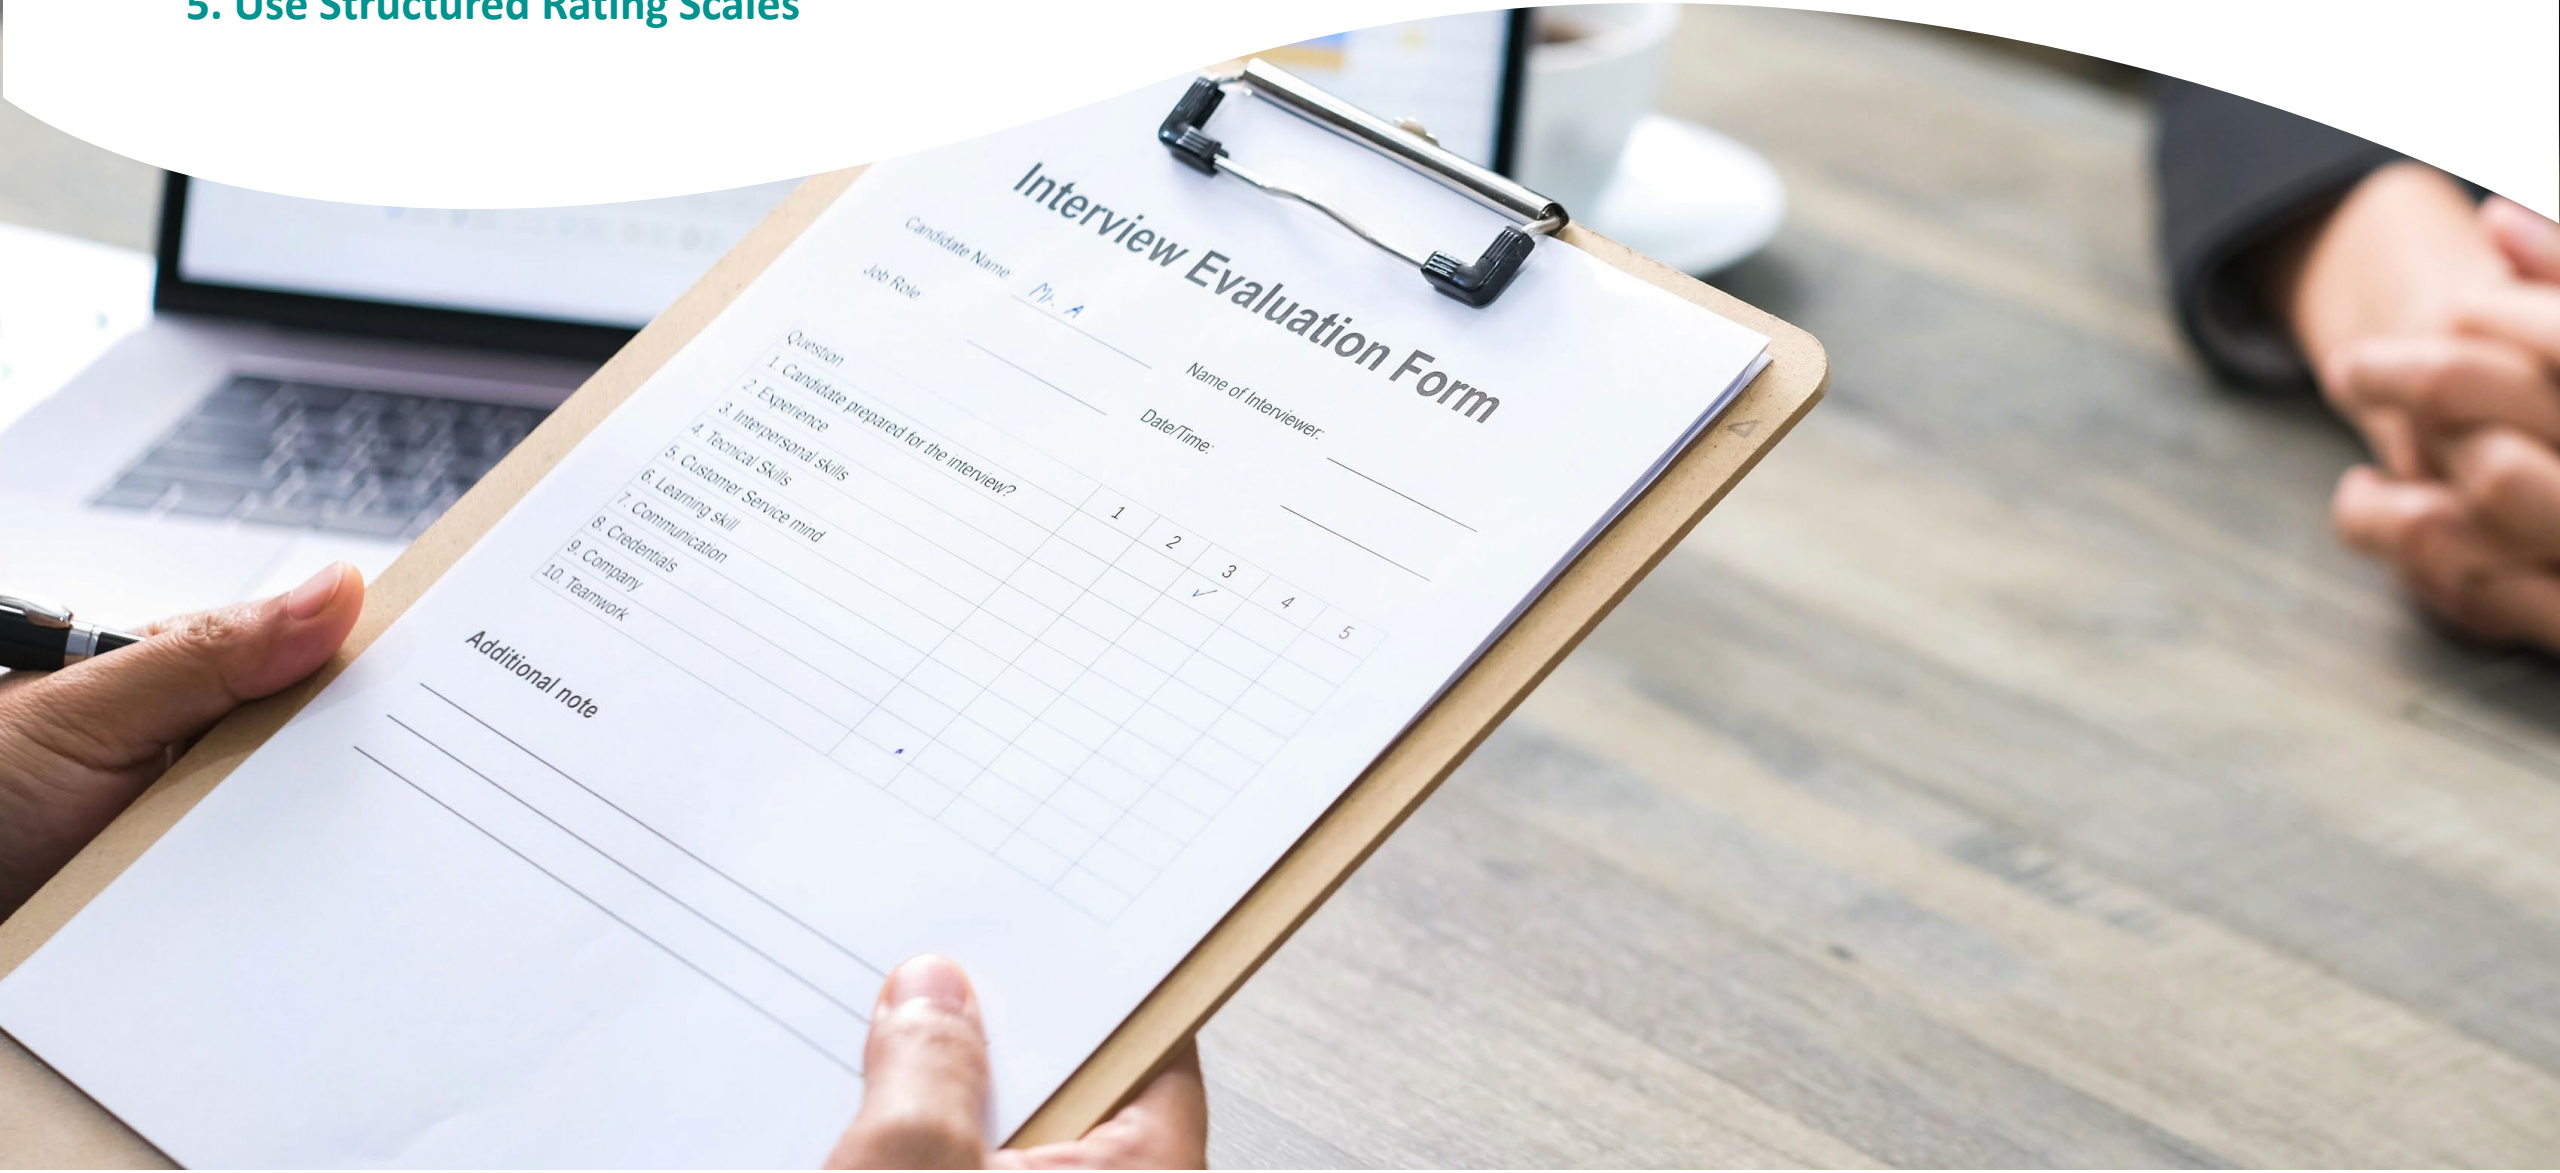 5. Use Structured Rating Scales
Interview Evaluation Form
Candidate Name Mr. A
Name of Interviewer:
Job Role:
Date/Time:
Question 1 2 3 4 5
1. Candidate prepared for the interview? ✓
2. Experience
3. Interpersonal skills
4. Tecnical Skills
5. Customer Service mind
6. Learning skill
7. Communication
8. Credentials
9. Company
10. Teamwork
Additional note